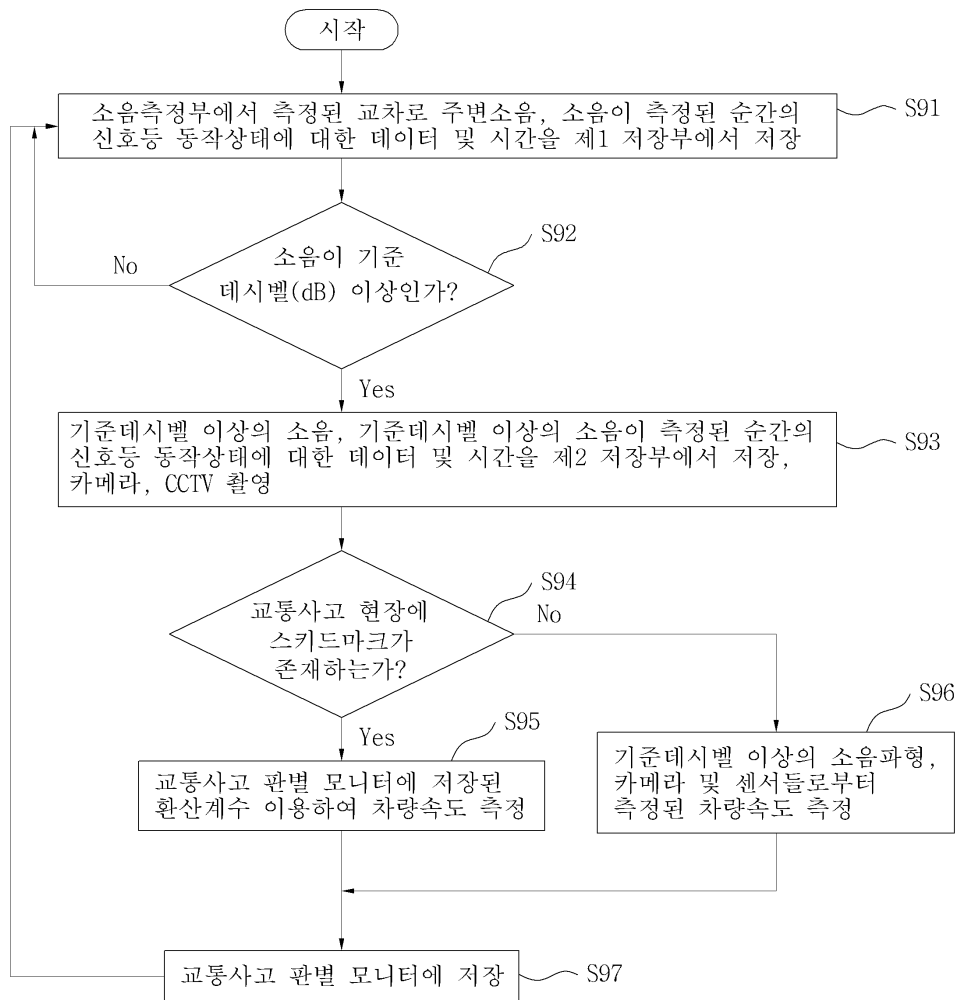 시작
소음측정부에서 측정된 교차로 주변소음, 소음이 측정된 순간의
신호등 동작상태에 대한 데이터 및 시간을 제1 저장부에서 저장
S91
소음이 기준
데시벨(dB) 이상인가?
S92
No
Yes
기준데시벨 이상의 소음, 기준데시벨 이상의 소음이 측정된 순간의
신호등 동작상태에 대한 데이터 및 시간을 제2 저장부에서 저장,
카메라, CCTV 촬영
S93
교통사고 현장에
스키드마크가
존재하는가?
S94
No
Yes
교통사고 판별 모니터에 저장된
환산계수 이용하여 차량속도 측정
S95
기준데시벨 이상의 소음파형,
카메라 및 센서들로부터
측정된 차량속도 측정
S96
교통사고 판별 모니터에 저장
S97